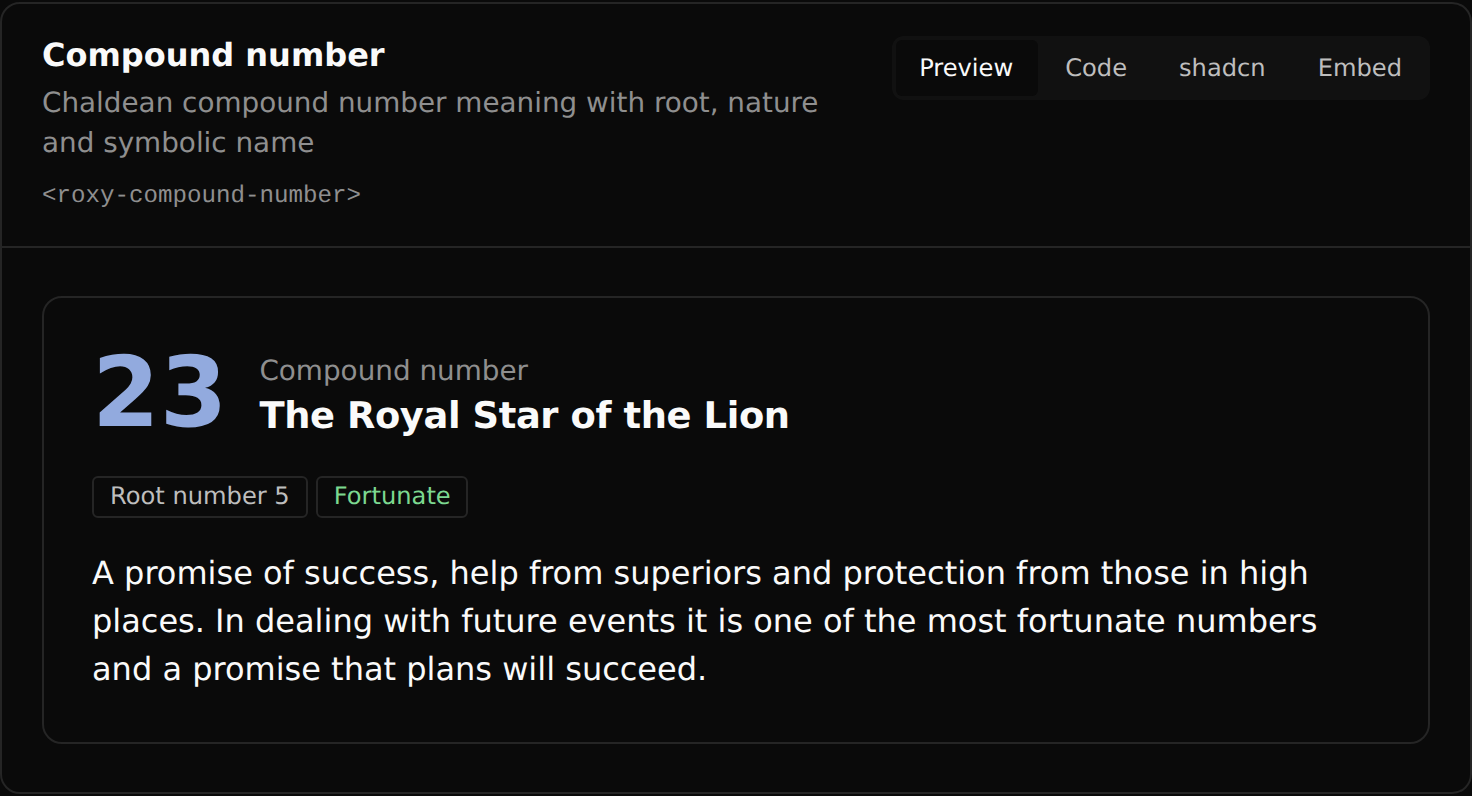 Compound number
Preview
Code
shadcn
Embed
Chaldean compound number meaning with root, nature
and symbolic name
<roxy-compound-number>
23
Compound number
The Royal Star of the Lion
Root number 5
Fortunate
A promise of success, help from superiors and protection from those in high
places. In dealing with future events it is one of the most fortunate numbers
and a promise that plans will succeed.